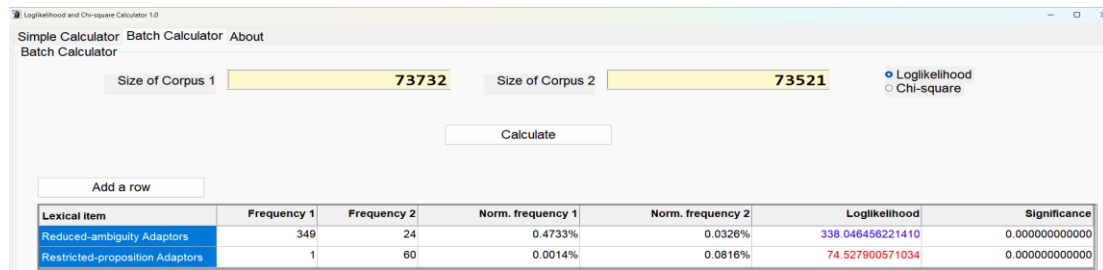 Loglikelihood and Chi-square Calculator 1.0
Simple Calculator Batch Calculator About
Batch Calculator
Size of Corpus 1 73732 Size of Corpus 2 73521 Loglikelihood
Chi-square
Calculate
Add a row
Lexical item Frequency 1 Frequency 2 Norm. frequency 1 Norm. frequency 2 Loglikelihood Significance
Reduced-ambiguity Adaptors 349 24 0.4733% 0.0326% 338.046456221410 0.000000000000
Restricted-proposition Adaptors 1 60 0.0014% 0.0816% 74.527900571034 0.000000000000